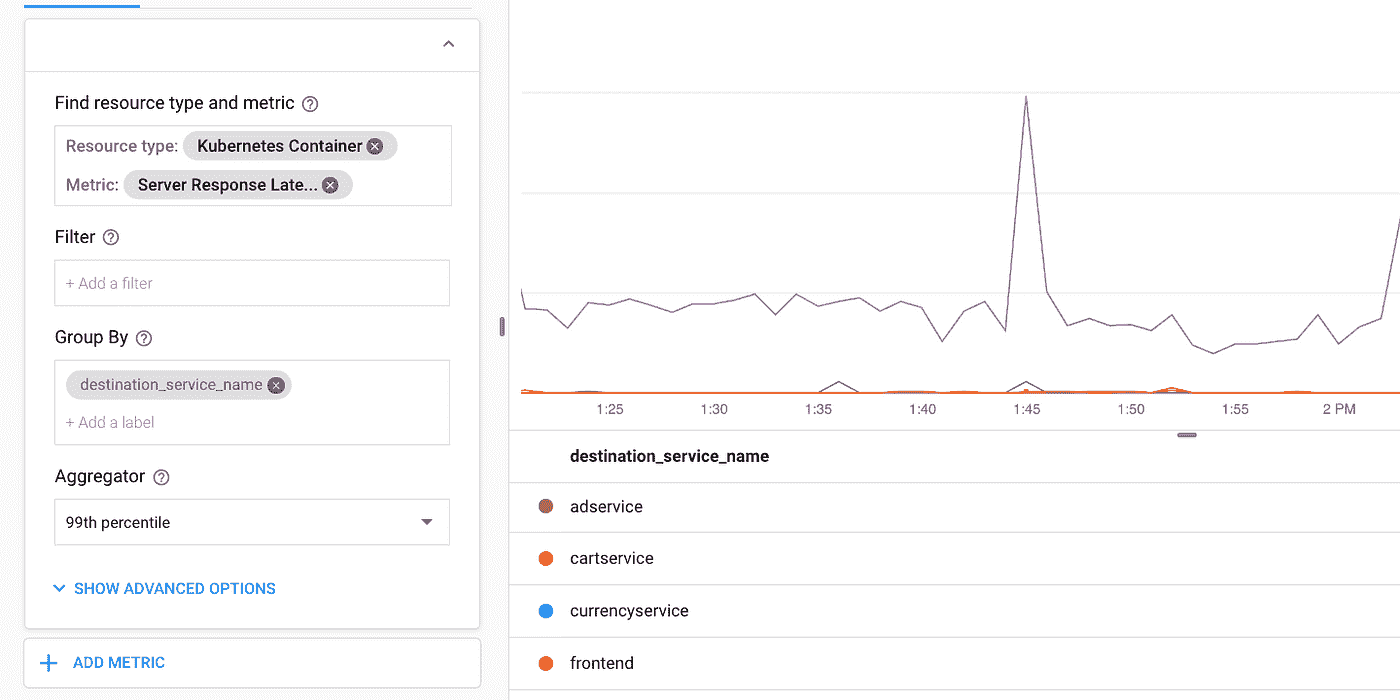 Find resource type and metric
Resource type: Kubernetes Container
Metric: Server Response Late...
Filter
+ Add a filter
Group By
destination_service_name
+ Add a label
Aggregator
99th percentile
SHOW ADVANCED OPTIONS
ADD METRIC
1:25 1:30 1:35 1:40 1:45 1:50 1:55 2 PM
destination_service_name
adservice
cartservice
currencyservice
frontend